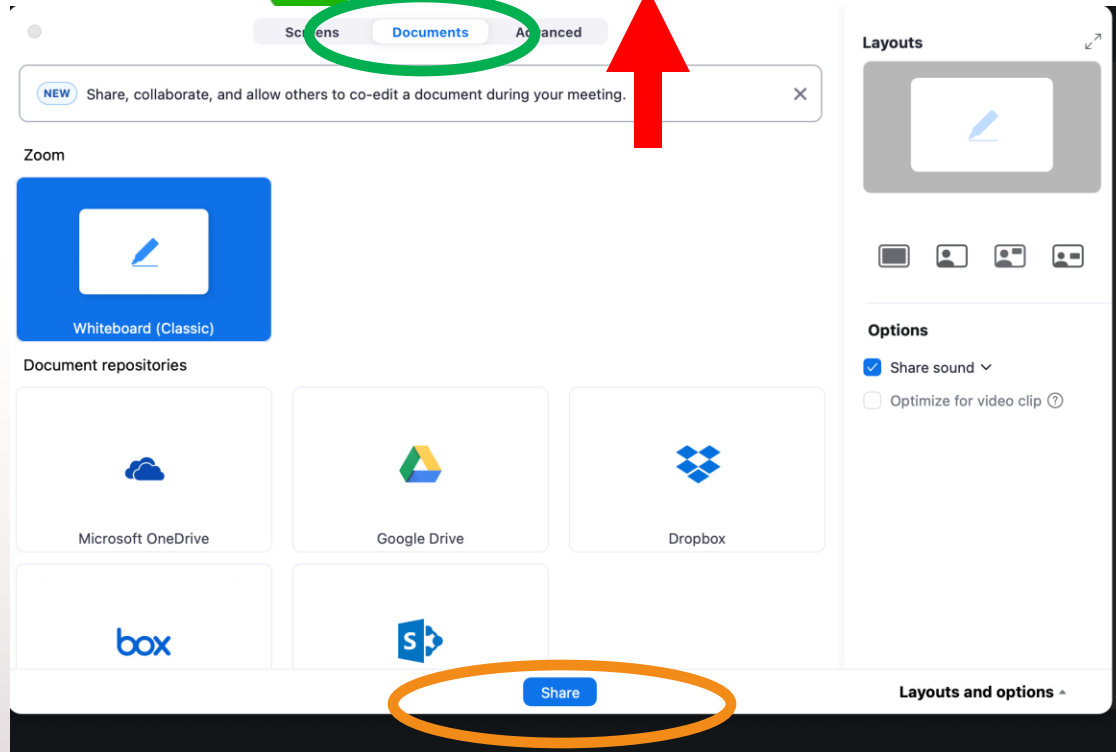 Screens Documents Advanced
NEW Share, collaborate, and allow others to co-edit a document during your meeting.
Zoom
Whiteboard (Classic)
Document repositories
Microsoft OneDrive Google Drive Dropbox
box S
Share
Layouts
Options
Share sound
Optimize for video clip ?
Layouts and options